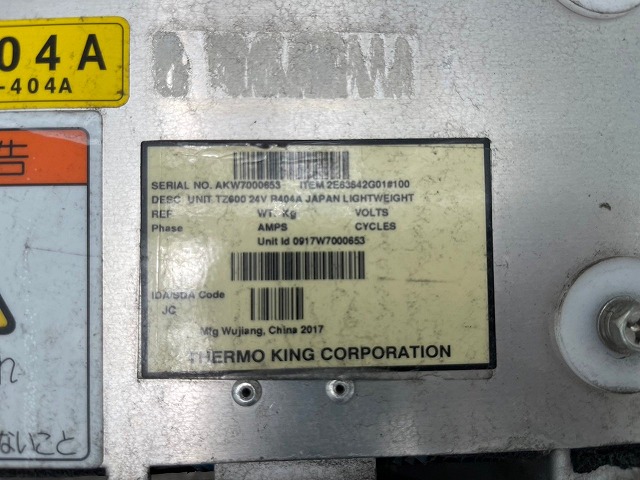 04A
-404A
告
SERIAL NO. AKW7000653 ITEM 2E63642G01#100
DESC. UNIT TZ600 24V R404A JAPAN LIGHTWEIGHT
REF WT. Kg VOLTS
Phase AMPS CYCLES
Unit Id 0917W7000653
IDA/SDA Code
JC
Mfg Wujiang, China 2017
THERMO KING CORPORATION
れ
ないこと